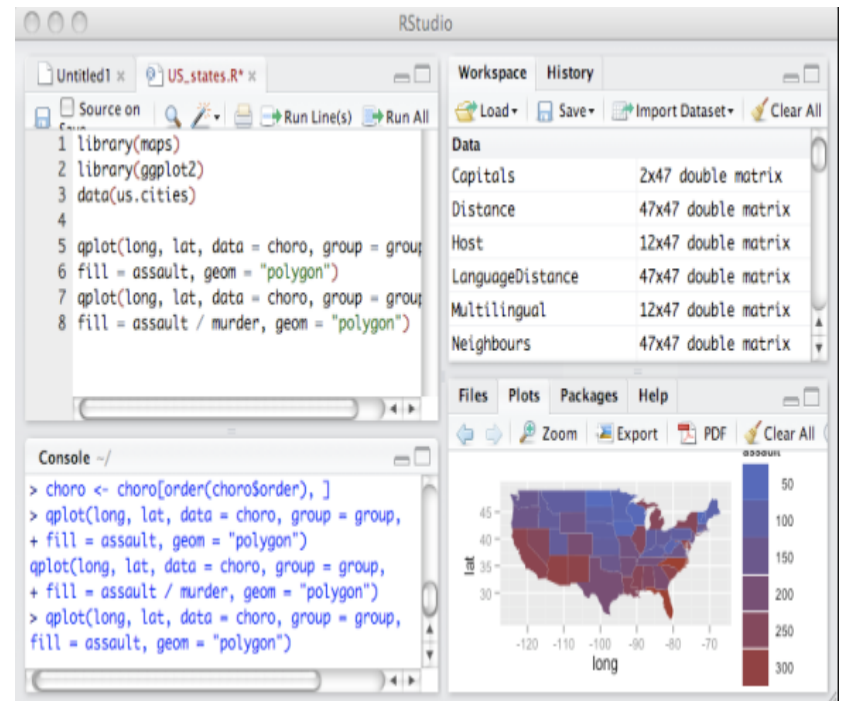 RStudio
Untitled1 × US_states.R* ×
Source on
Run Line(s) Run All
1 library(maps)
2 library(ggplot2)
3 data(us.cities)
4
5 qplot(long, lat, data = choro, group = group
6 fill = assault, geom = "polygon")
7 qplot(long, lat, data = choro, group = group
8 fill = assault / murder, geom = "polygon")
Console ~/
> choro <- choro[order(choro$order), ]
> qplot(long, lat, data = choro, group = group,
+ fill = assault, geom = "polygon")
qplot(long, lat, data = choro, group = group,
+ fill = assault / murder, geom = "polygon")
> qplot(long, lat, data = choro, group = group,
fill = assault, geom = "polygon")
Workspace History
Load Save Import Dataset Clear All
Data
Capitals 2x47 double matrix
Distance 47x47 double matrix
Host 12x47 double matrix
LanguageDistance 47x47 double matrix
Multilingual 12x47 double matrix
Neighbours 47x47 double matrix
Files Plots Packages Help
Zoom Export PDF Clear All
assault
50
100
150
200
250
300
lat
45
40
35
30
-120 -110 -100 -90 -80 -70
long